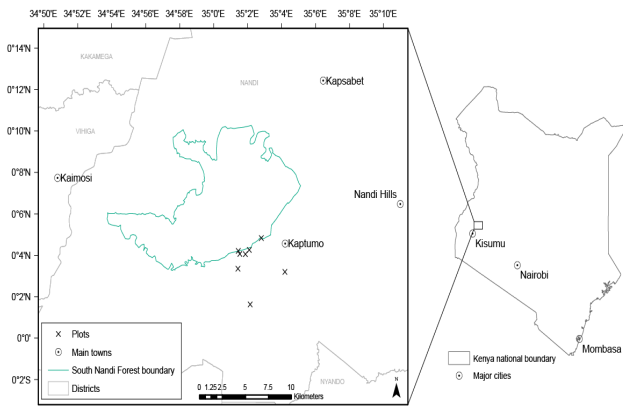 34°50'E 34°52'E 34°54'E 34°56'E 34°58'E 35°0'E 35°2'E 35°4'E 35°6'E 35°8'E 35°10'E
0°14'N
KAKAMEGA
NANDI
Kapsabet
0°10'N
VIHIGA
0°8'N
Kaimosi
Nandi Hills
0°6'N
Kaptumo
0°4'N
0°2'N
0°0'
0°2'S
Plots
Main towns
South Nandi Forest boundary
Districts
0 1.25 2.5 5 7.5 10
Kilometers
NYANDO
N
Kisumu
Nairobi
Mombasa
Kenya national boundary
Major cities